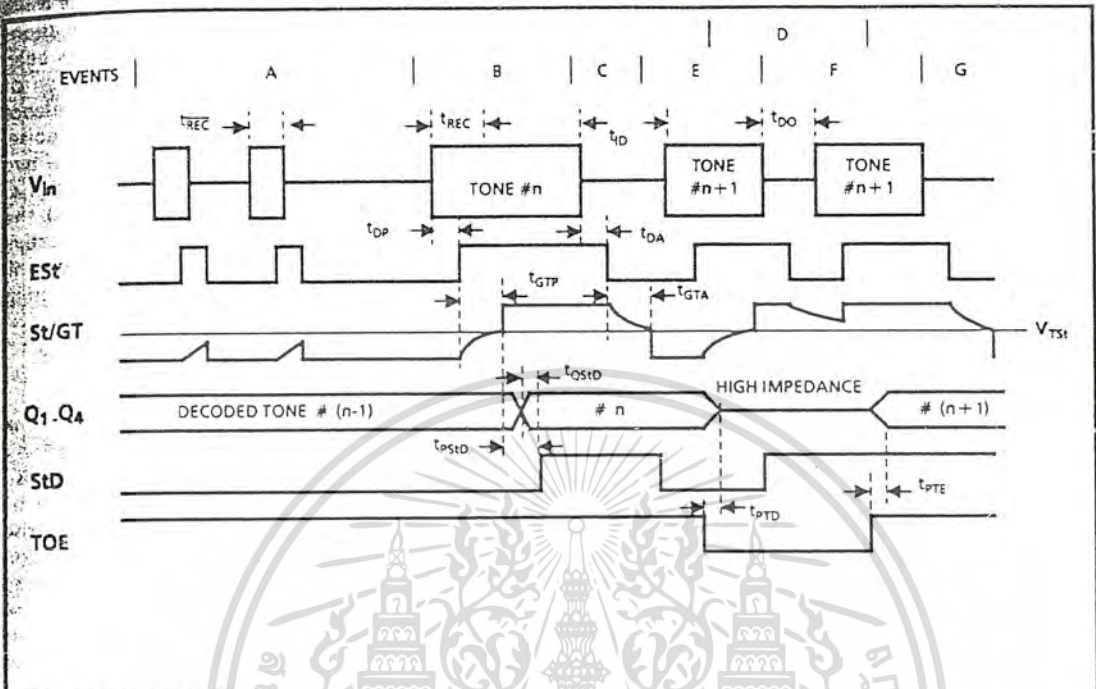 D
EVENTS A B C E F G
tREC tREC tID tDO
Vin TONE #n TONE #n+1 TONE #n+1
tDP tDA
ESt
tGTP tGTA
St/GT VTSt
tQStD HIGH IMPEDANCE
Q1.Q4 DECODED TONE # (n-1) # n # (n + 1)
tPStD
StD tPTE
tPTD
TOE